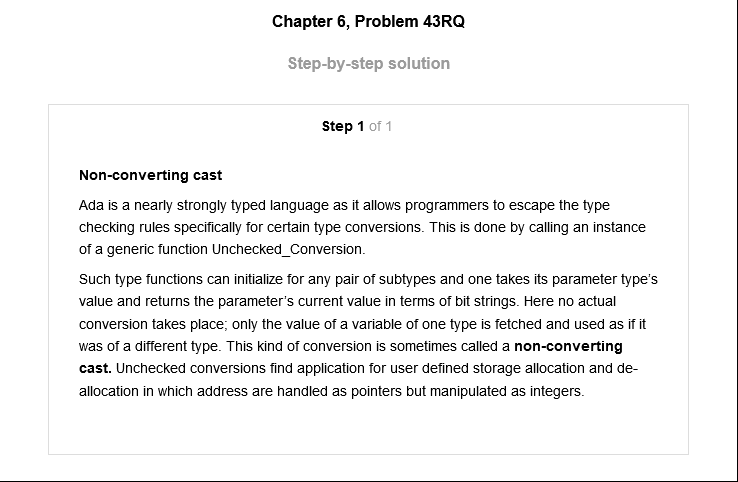 Chapter 6, Problem 43RQ
Step-by-step solution
Step 1 of 1
Non-converting cast
Ada is a nearly strongly typed language as it allows programmers to escape the type
checking rules specifically for certain type conversions. This is done by calling an instance
of a generic function Unchecked_Conversion.
Such type functions can initialize for any pair of subtypes and one takes its parameter type's
value and returns the parameter's current value in terms of bit strings. Here no actual
conversion takes place; only the value of a variable of one type is fetched and used as if it
was of a different type. This kind of conversion is sometimes called a non-converting
cast. Unchecked conversions find application for user defined storage allocation and de-
allocation in which address are handled as pointers but manipulated as integers.